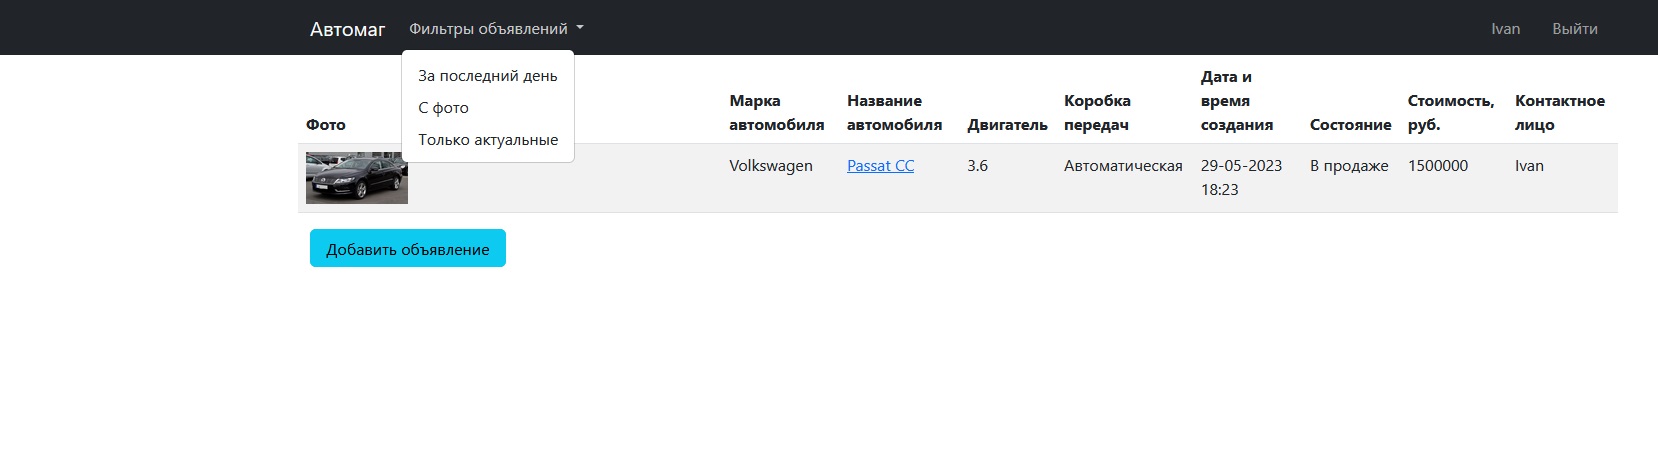 Автомаг Фильтры объявлений Ivan Выйти
За последний день
С фото
Только актуальные
Фото
Марка
автомобиля
Название
автомобиля
Двигатель
Коробка
передач
Дата и
время
создания
Состояние
Стоимость,
руб.
Контактное
лицо
Volkswagen
Passat CC
3.6
Автоматическая
29-05-2023
18:23
В продаже
1500000
Ivan
Добавить объявление